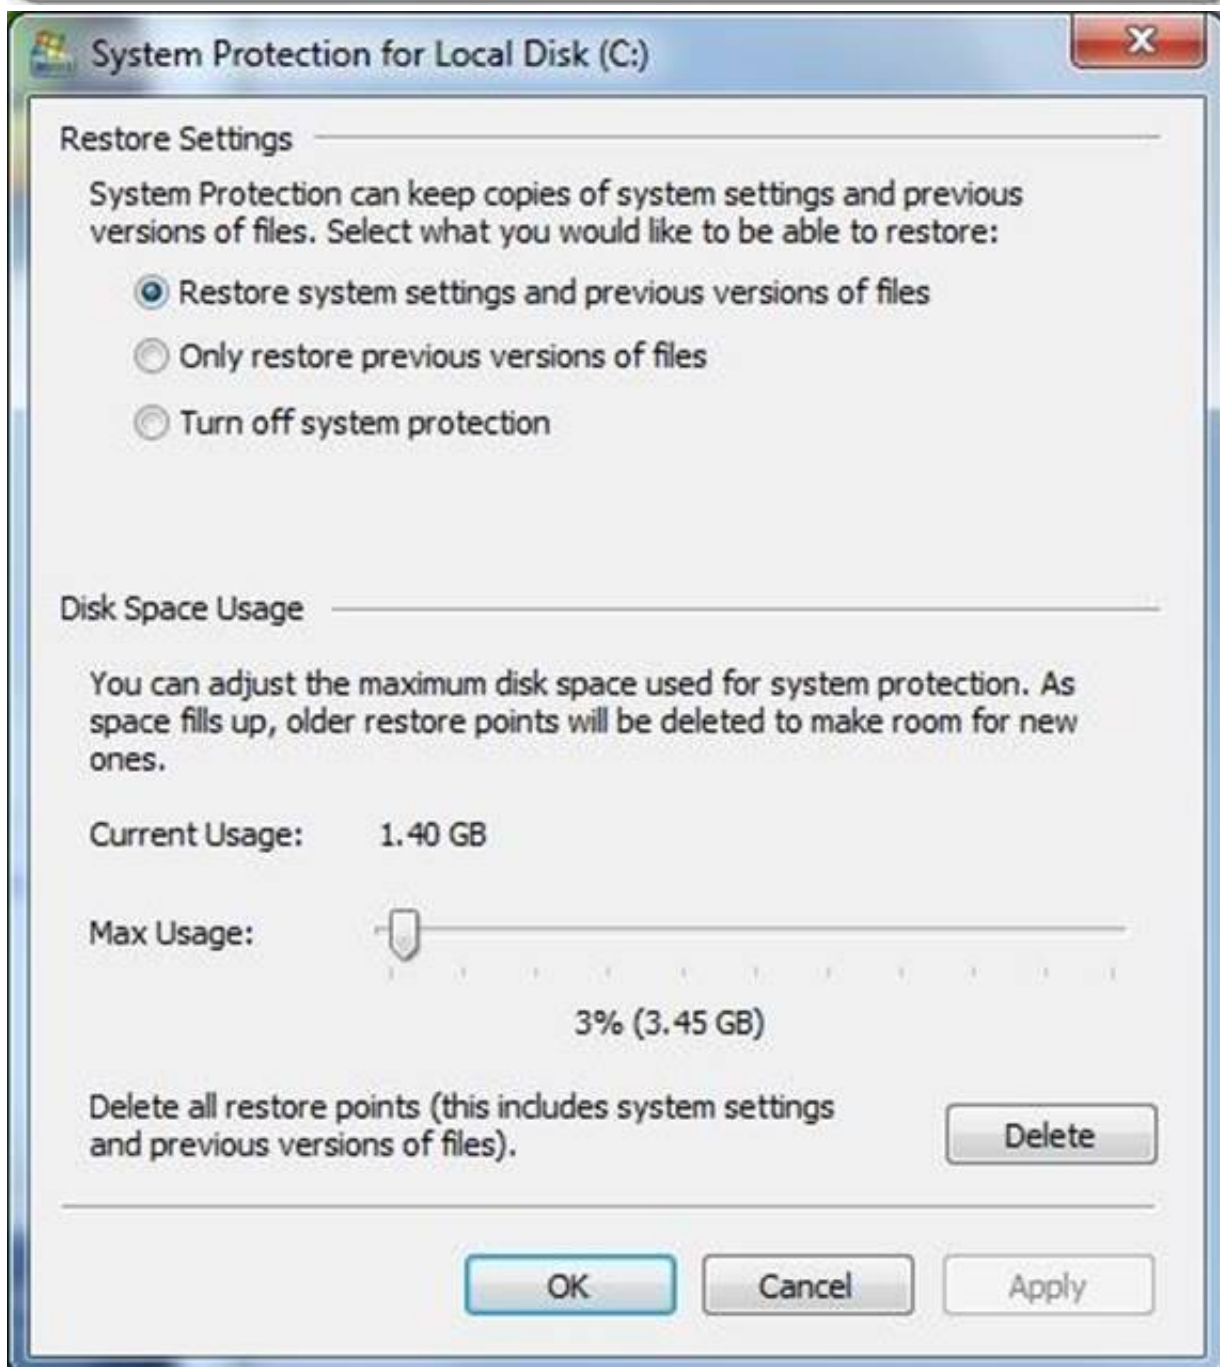 System Protection for Local Disk (C:)
Restore Settings
System Protection can keep copies of system settings and previous
versions of files. Select what you would like to be able to restore:
Restore system settings and previous versions of files
Only restore previous versions of files
Turn off system protection
Disk Space Usage
You can adjust the maximum disk space used for system protection. As
space fills up, older restore points will be deleted to make room for new
ones.
Current Usage: 1.40 GB
Max Usage:
3% (3.45 GB)
Delete all restore points (this includes system settings
and previous versions of files).
Delete
OK Cancel Apply